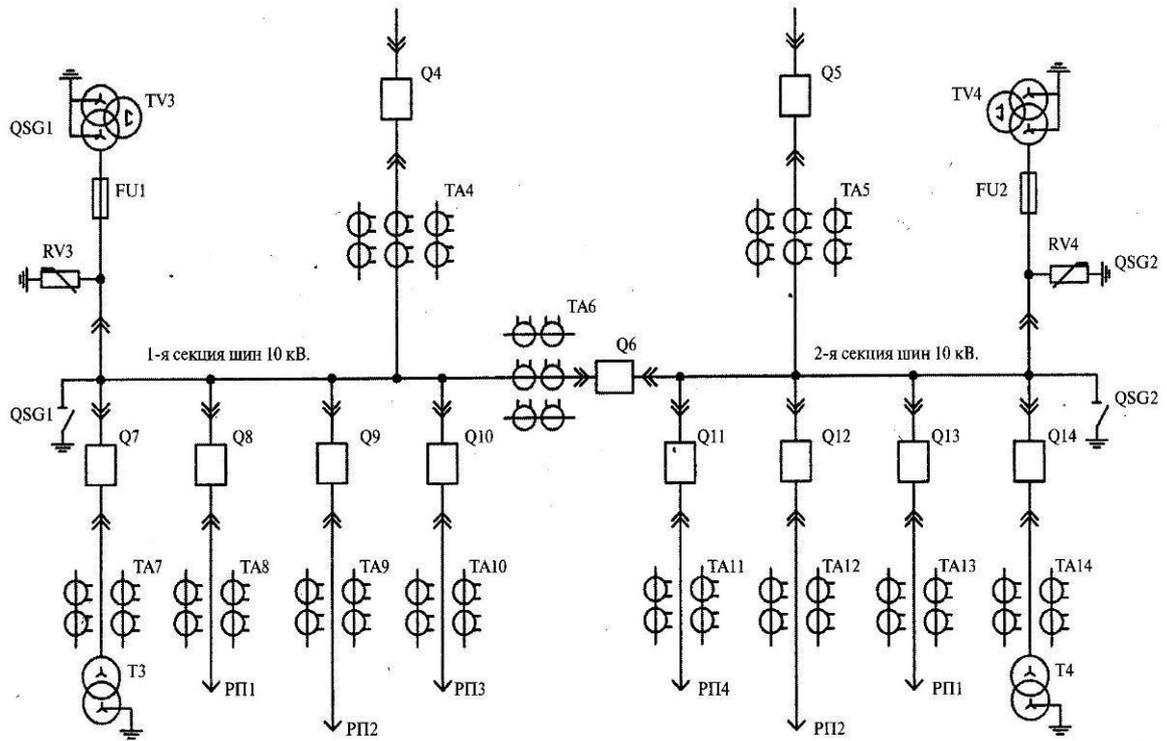 Q4
Q5
TV3
TV4
QSG1
FU1
TA4
TA5
FU2
RV3
RV4
QSG2
TA6
1-я секция шин 10 кВ.
Q6
2-я секция шин 10 кВ.
QSG1
QSG2
Q7
Q8
Q9
Q10
Q11
Q12
Q13
Q14
TA7
TA8
TA9
TA10
TA11
TA12
TA13
TA14
T3
РП1
РП3
РП4
РП1
T4
РП2
РП2